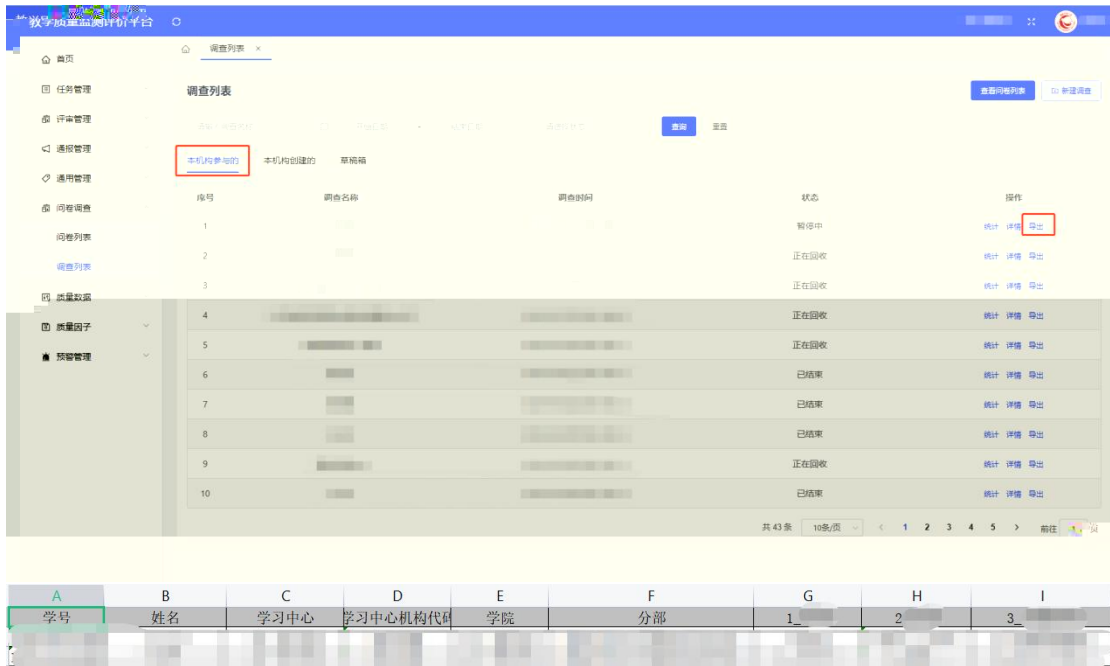 教学质量监测评价平台
调查列表 ×
首页
任务管理
调查列表
查看问卷列表
新建调查
评审管理
查询
重置
通报管理
本机构参与的
本机构创建的
草稿箱
通用管理
序号 调查名称 调查时间 状态 操作
问卷调查
1 暂停中 统计 详情 导出
问卷列表
2 正在回收 统计 详情 导出
调查列表
3 正在回收 统计 详情 导出
质量数据
4 正在回收 统计 详情 导出
质量因子
5 正在回收 统计 详情 导出
预警管理
6 已结束 统计 详情 导出
7 已结束 统计 详情 导出
8 已结束 统计 详情 导出
9 正在回收 统计 详情 导出
10 已结束 统计 详情 导出
共 43 条 10条/页 < 1 2 3 4 5 > 前往 1 页
A B C D E F G H I
学号 姓名 学习中心 学习中心机构代码 学院 分部 1_ 2 3_